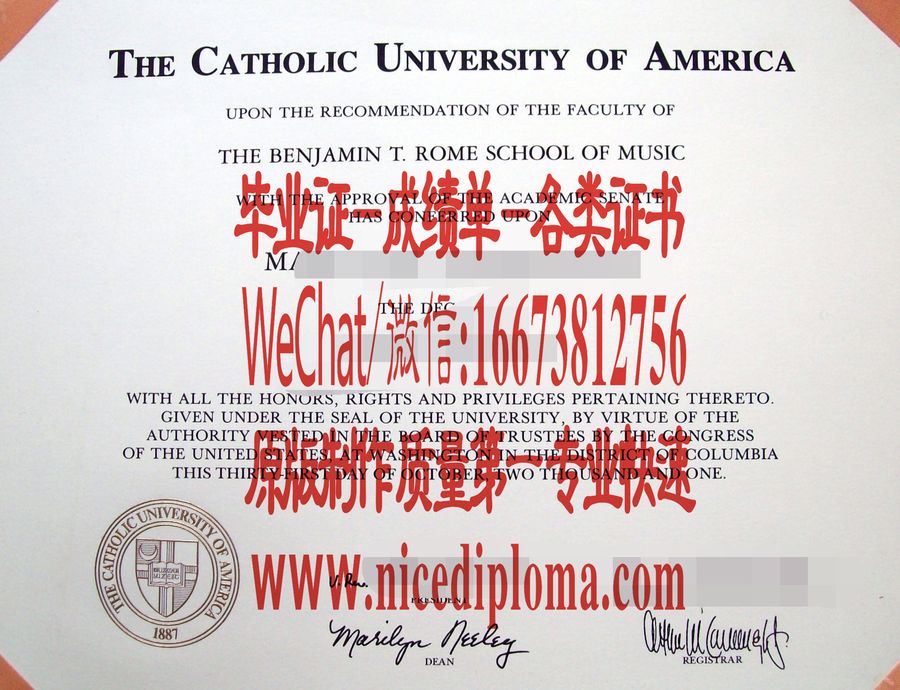 THE CATHOLIC UNIVERSITY OF AMERICA
UPON THE RECOMMENDATION OF THE FACULTY OF
THE BENJAMIN T. ROME SCHOOL OF MUSIC
毕业证一成绩单一各类证书
WITH THE APPROVAL OF THE ACADEMIC SENATE
HAS CONFERRED UPON
MA
WeChat/微信:16673812756
THE DEG
WITH ALL THE HONORS, RIGHTS AND PRIVILEGES PERTAINING THERETO.
GIVEN UNDER THE SEAL OF THE UNIVERSITY, BY VIRTUE OF THE
AUTHORITY VESTED IN THE BOARD OF TRUSTEES BY THE CONGRESS
OF THE UNITED STATES, AT WASHINGTON IN THE DISTRICT OF COLUMBIA
原版制作质量第一专业快速
THIS THIRTY-FIRST DAY OF OCTOBER, TWO THOUSAND AND ONE.
THE CATHOLIC UNIVERSITY OF AMERICA
1887
www.nicediploma.com
V. Rev.
PRESIDENT
Marilyn Neeley
DEAN
REGISTRAR